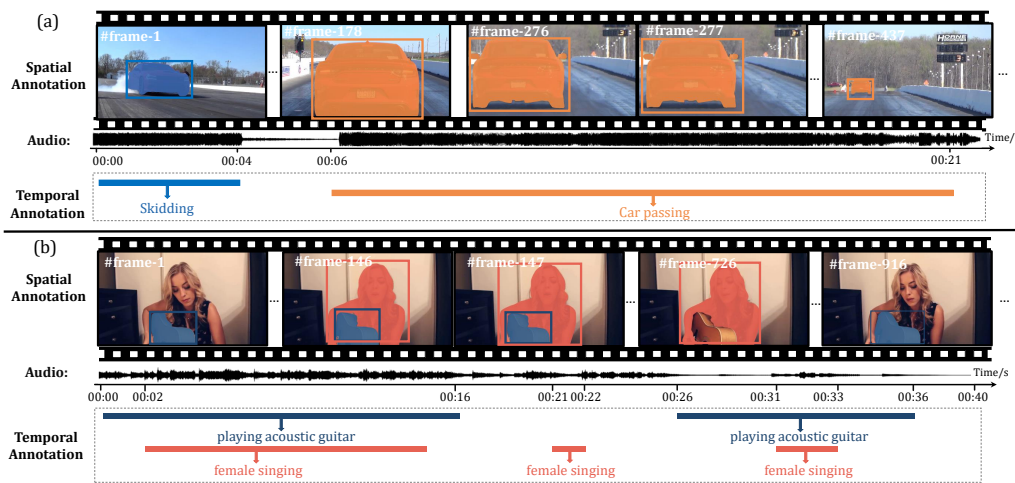 (a)
#frame-1
#frame-178
#frame-276
#frame-277
#frame-437
HORNE
3
3
Spatial
Annotation
...
...
...
Audio:
Time/s
00:00
00:04
00:06
00:21
Temporal
Annotation
Skidding
Car passing
(b)
#frame-1
#frame-146
#frame-147
#frame-726
#frame-916
Spatial
Annotation
...
...
...
...
Audio:
Time/s
00:00
00:02
00:16
00:21
00:22
00:26
00:31
00:33
00:36
00:40
Temporal
Annotation
playing acoustic guitar
playing acoustic guitar
female singing
female singing
female singing